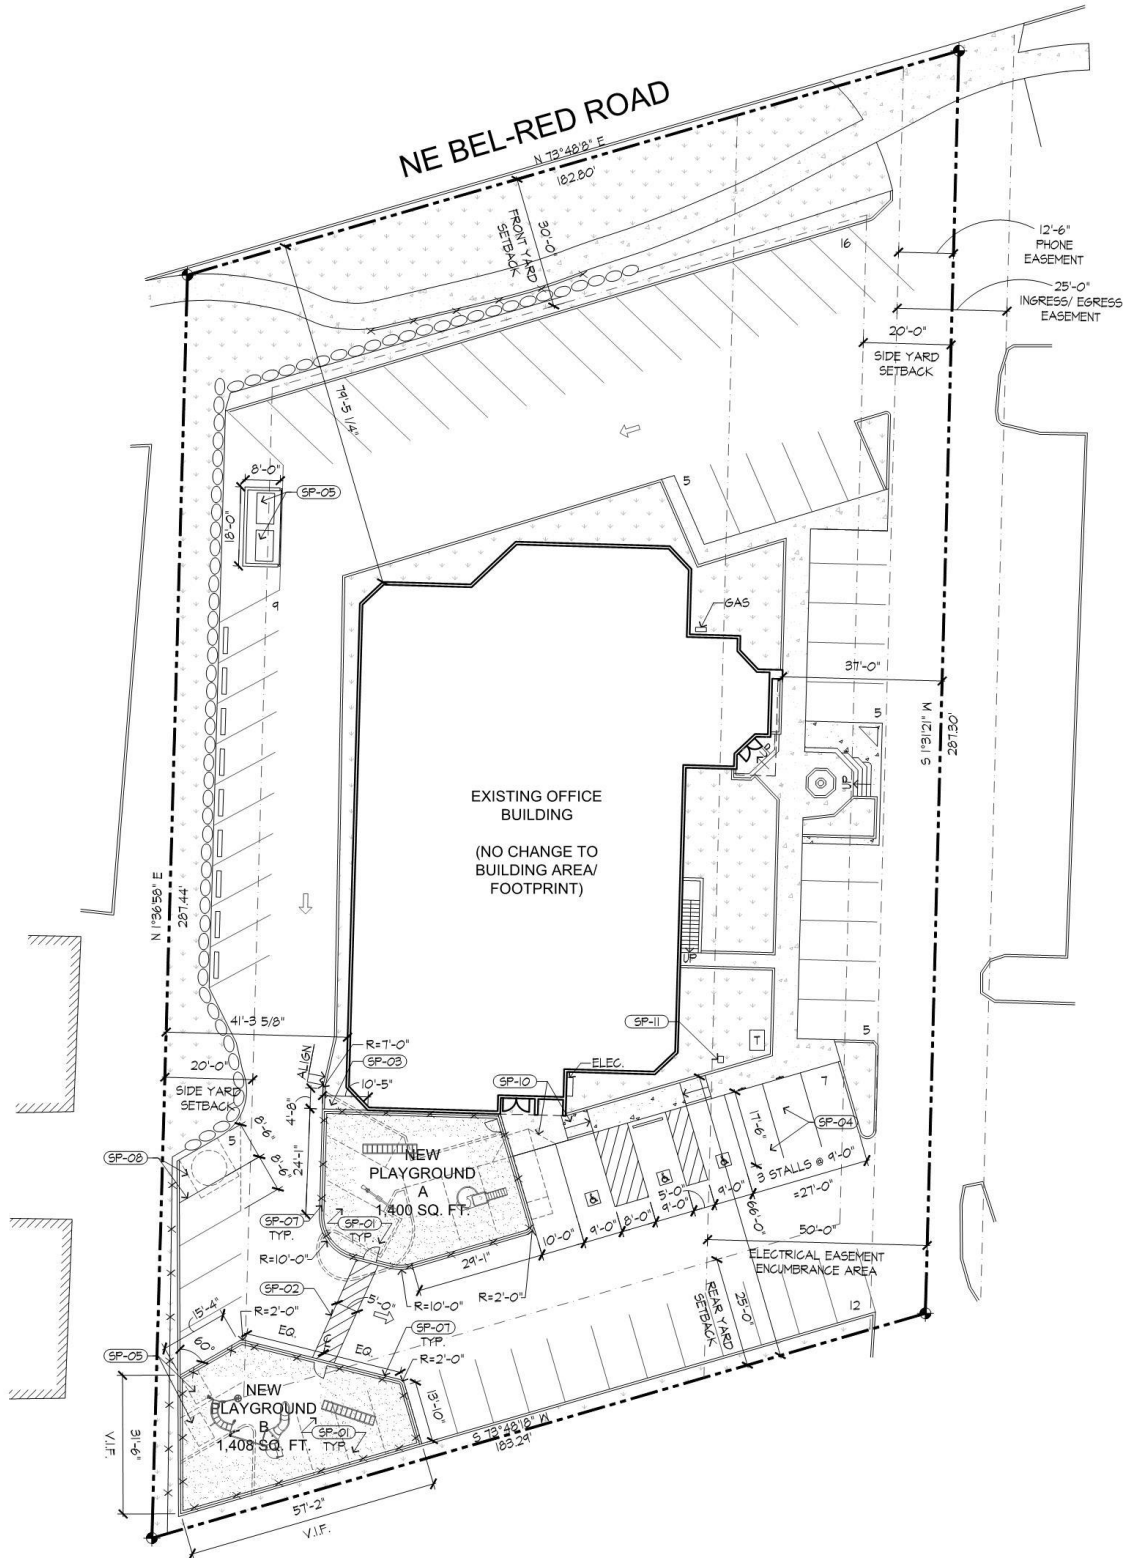 NE BEL-RED ROAD
N 73°48'8" E
182.80'
FRONT YARD
SETBACK
30'-0"
16
12'-6"
PHONE
EASEMENT
25'-0"
INGRESS/ EGRESS
EASEMENT
20'-0"
SIDE YARD
SETBACK
79'-5 1/4"
8'-0"
SP-05
18'-0"
5
9
GAS
37'-0"
UP
5
UP
S 1°13'21" W
287.30'
EXISTING OFFICE
BUILDING
(NO CHANGE TO
BUILDING AREA/
FOOTPRINT)
N 1°36'58" E
287.44'
UP
41'-3 5/8"
SP-11
T
5
R=7'-0"
SP-03
ALIGN
10'-5"
ELEC.
SP-10
20'-0"
SIDE YARD
SETBACK
4'-8"
7
17'-6"
SP-04
8'-6"
8'-6"
5
24'-1"
SP-08
NEW
PLAYGROUND
A
1,400 SQ. FT.
3 STALLS @ 9'-0"
=27'-0"
SP-07
TYP.
SP-01
TYP.
10'-0"
9'-0"
8'-0"
5'-0"
9'-0"
9'-0"
66'-0"
50'-0"
R=10'-0"
29'-1"
ELECTRICAL EASEMENT
ENCUMBRANCE AREA
SP-02
R=10'-0"
R=2'-0"
5'-0"
REAR YARD
SETBACK
25'-0"
12
15'-4"
R=2'-0"
EQ.
EQ.
SP-07
TYP.
R=2'-0"
60°
SP-05
NEW
PLAYGROUND
B
1,408 SQ. FT.
SP-01
TYP.
13'-10"
31'-6"
V.I.F.
S 73°48'18" W
183.29'
57'-2"
V.I.F.